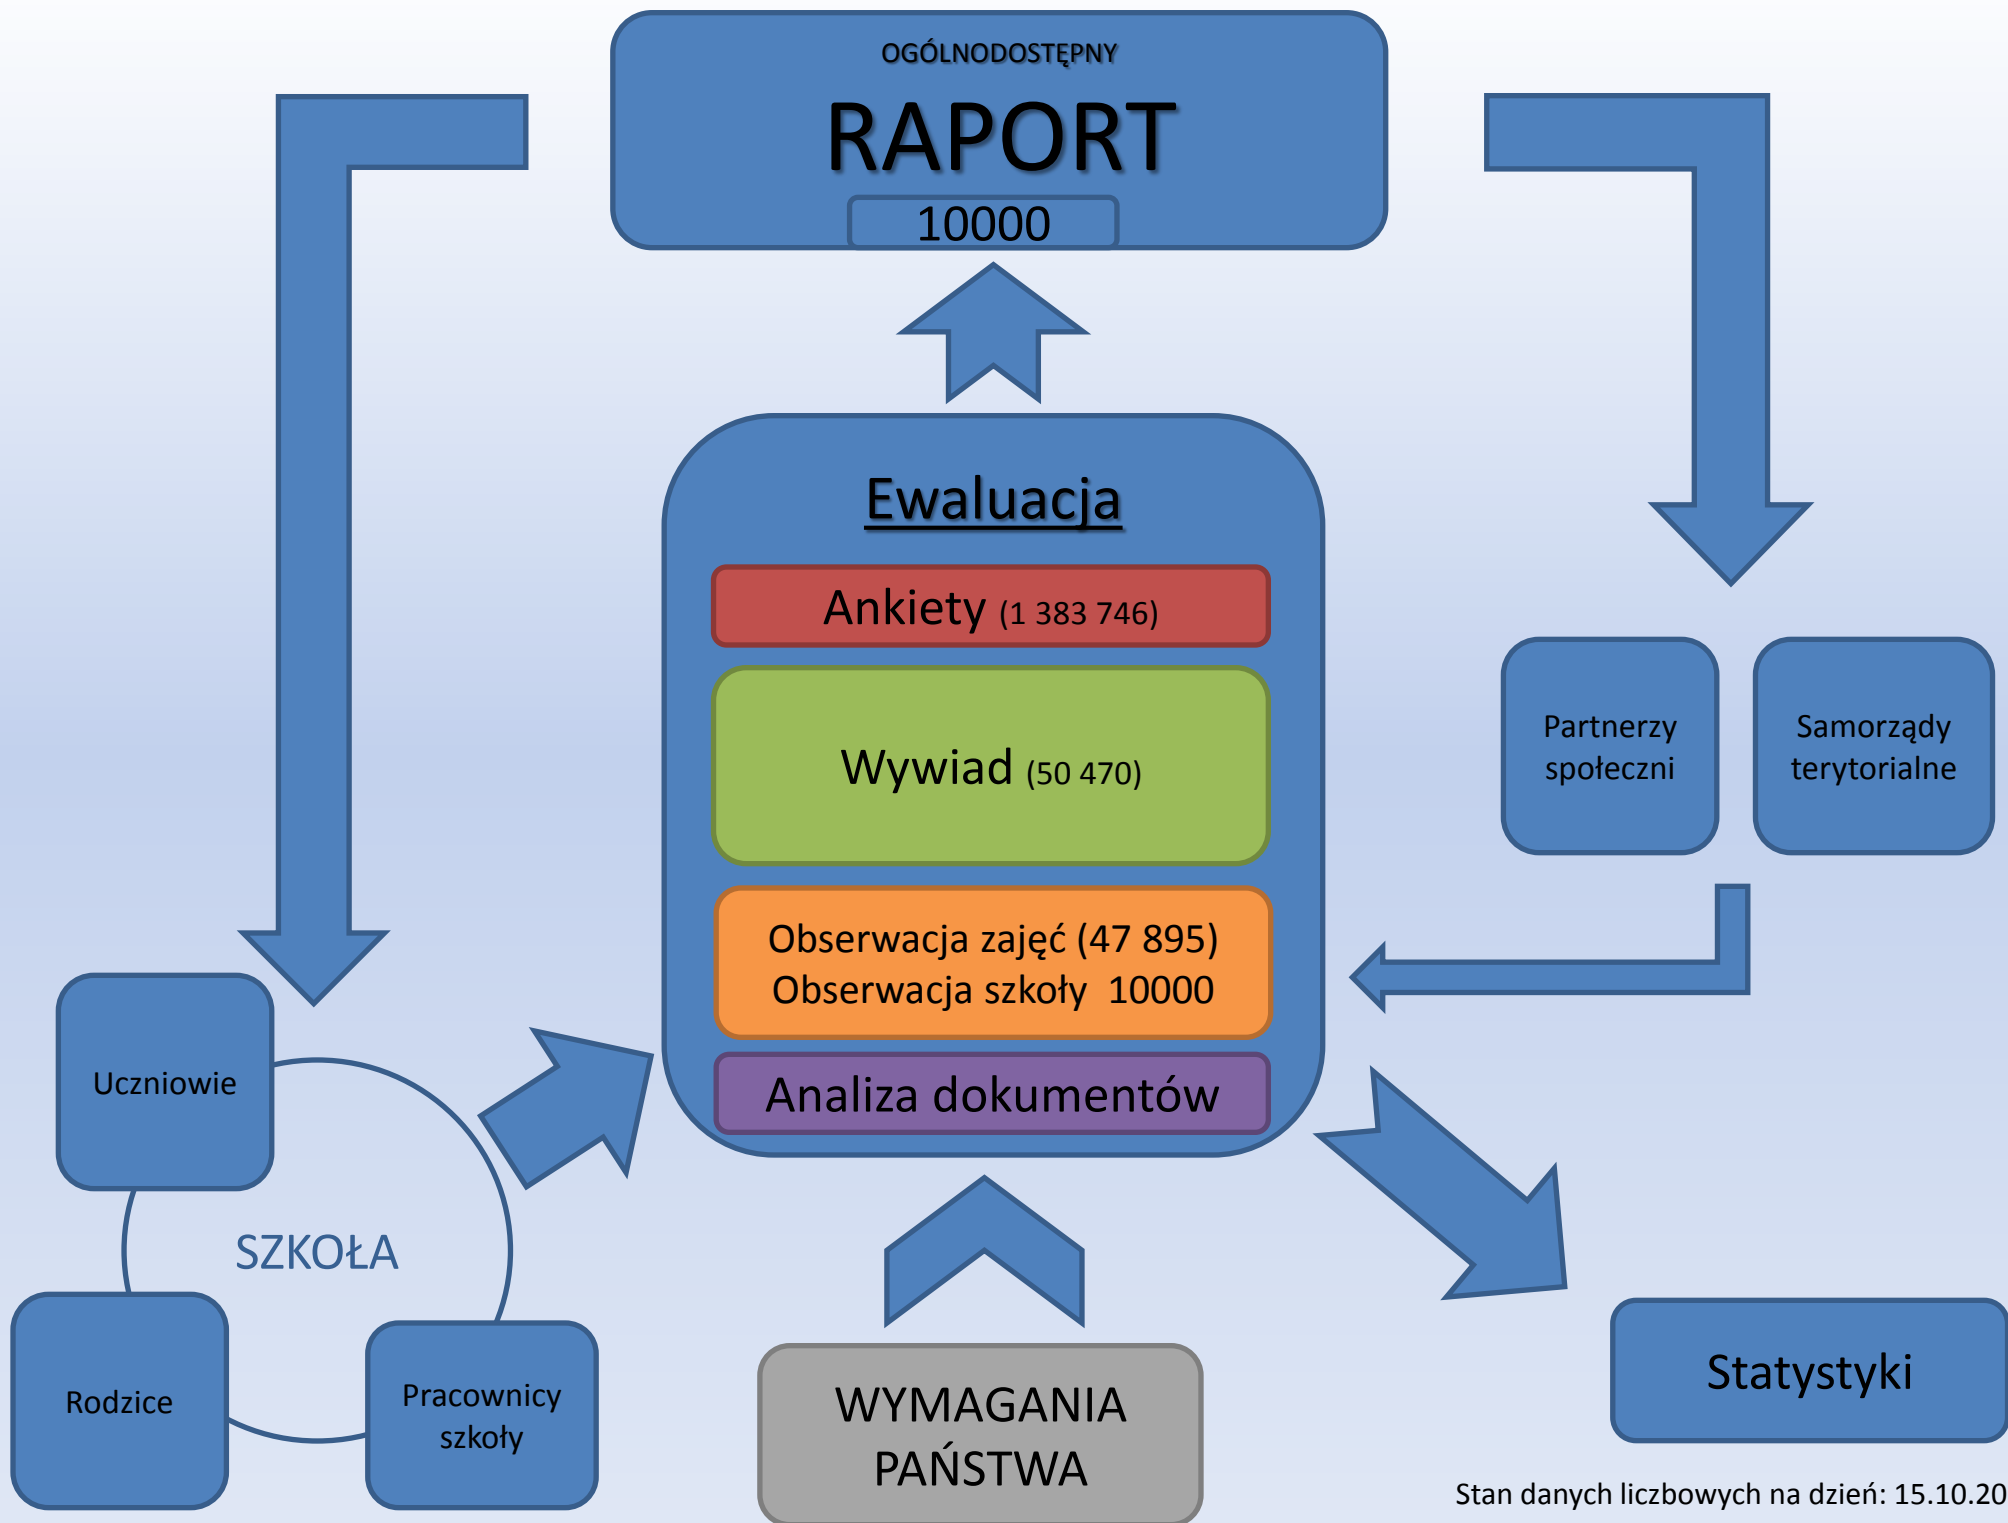 OGÓLNODOSTĘPNY
RAPORT
10000
Ewaluacja
Ankiety (1 383 746)
Wywiad (50 470)
Obserwacja zajęć (47 895)
Obserwacja szkoły 10000
Analiza dokumentów
Partnerzy
społeczni
Samorządy
terytorialne
Uczniowie
SZKOŁA
Rodzice
Pracownicy
szkoły
WYMAGANIA
PAŃSTWA
Statystyki
Stan danych liczbowych na dzień: 15.10.20